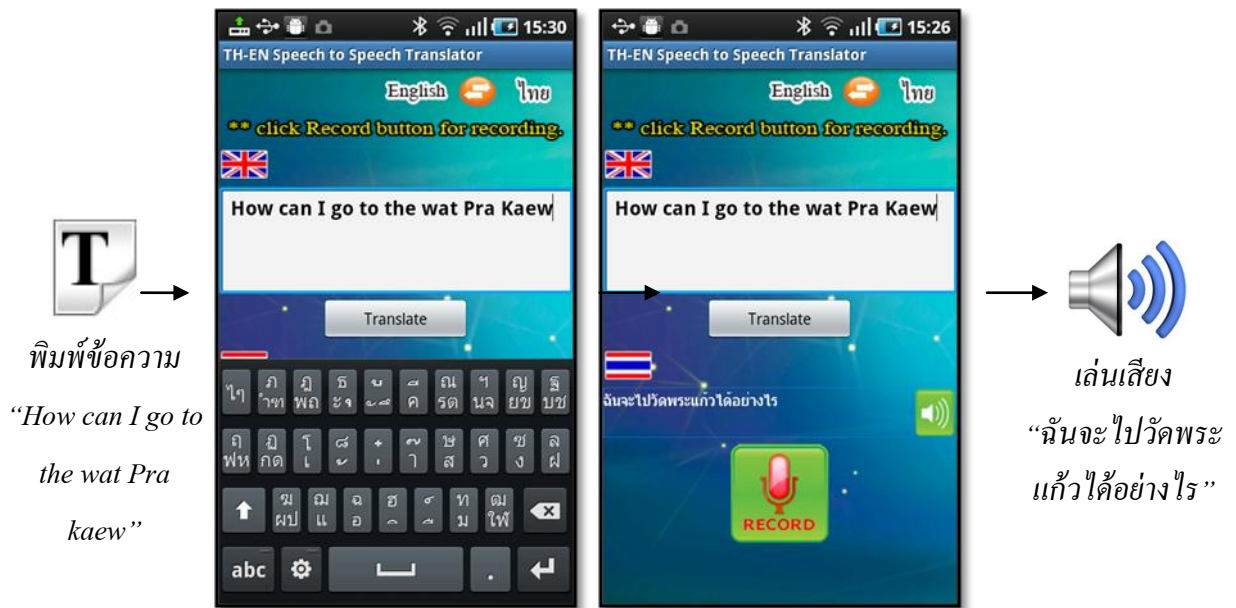 T
พิมพ์ข้อความ
“How can I go to
the wat Pra
kaew”
15:30
TH-EN Speech to Speech Translator
English ไทย
** click Record button for recording.
How can I go to the wat Pra Kaew
Translate
abc .
15:26
TH-EN Speech to Speech Translator
English ไทย
** click Record button for recording.
How can I go to the wat Pra Kaew
Translate
ฉันจะไปวัดพระแก้วได้อย่างไร
RECORD
เล่นเสียง
“ฉันจะไปวัดพระ
แก้วได้อย่างไร”